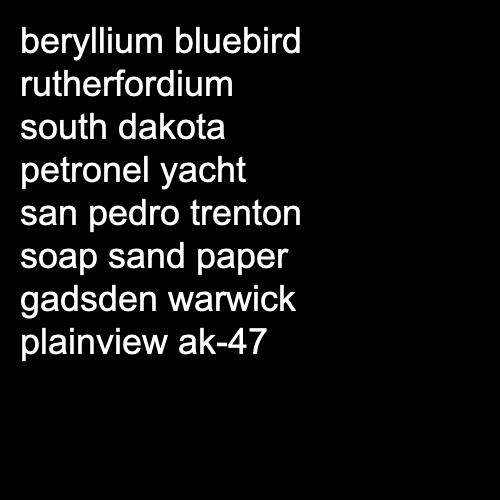 beryllium bluebird
rutherfordium
south dakota
petronel yacht
san pedro trenton
soap sand paper
gadsden warwick
plainview ak-47